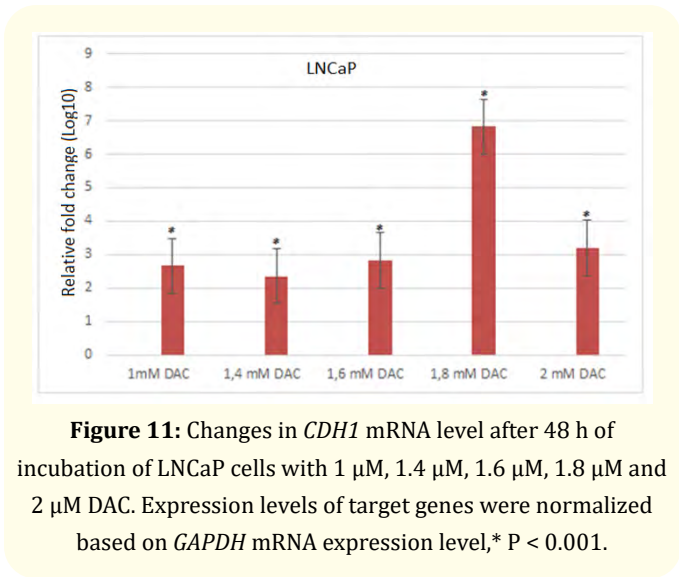 LNCaP
Relative fold change (Log10)
9
8
7
6
5
4
3
2
1
0
*
*
*
*
*
1mM DAC
1,4 mM DAC
1,6 mM DAC
1,8 mM DAC
2 mM DAC
Figure 11: Changes in CDH1 mRNA level after 48 h of
incubation of LNCaP cells with 1 μM, 1.4 μM, 1.6 μM, 1.8 μM and
2 μM DAC. Expression levels of target genes were normalized
based on GAPDH mRNA expression level,* P < 0.001.